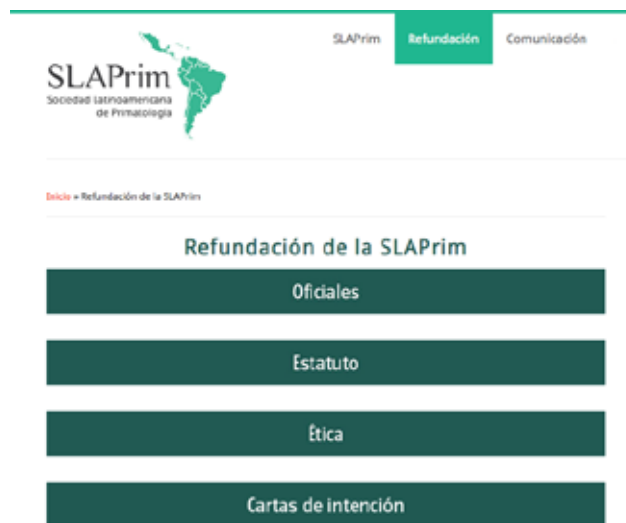 SLAPrim Refundación Comunicación
SLAPrim
Sociedad Latinoamericana
de Primatología
Inicio » Refundación de la SLAPrim
Refundación de la SLAPrim
Oficiales
Estatuto
Ética
Cartas de intención